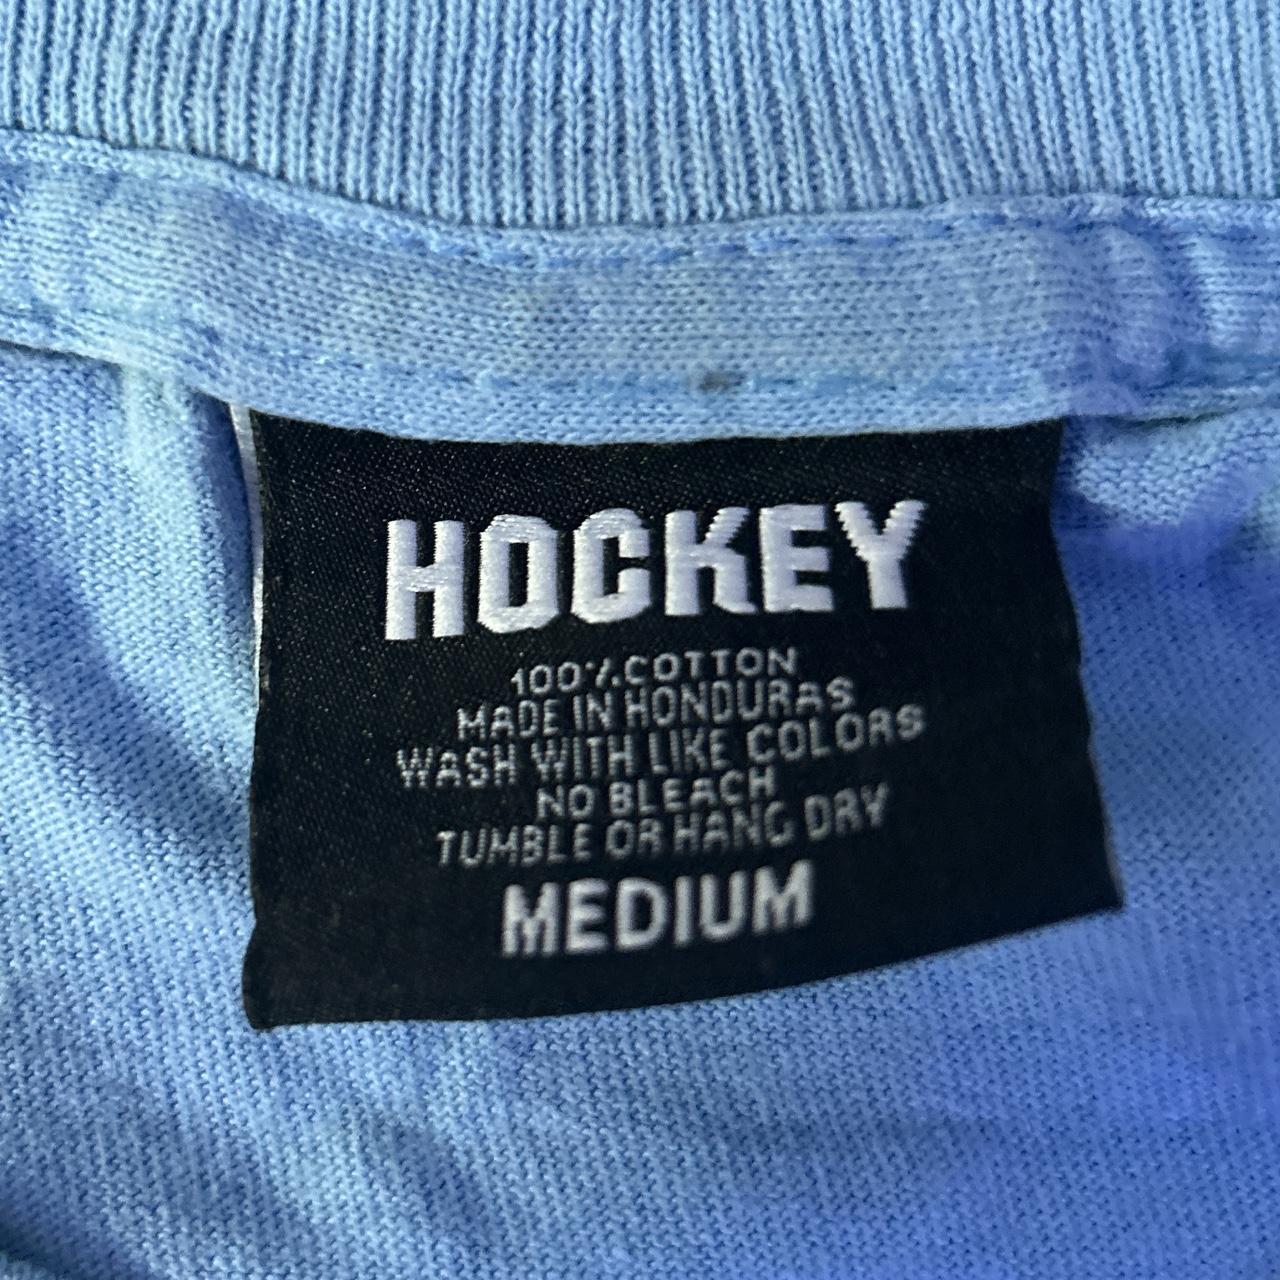 HOCKEY
100% COTTON
MADE IN HONDURAS
WASH WITH LIKE COLORS
NO BLEACH
TUMBLE OR HANG DRY
MEDIUM